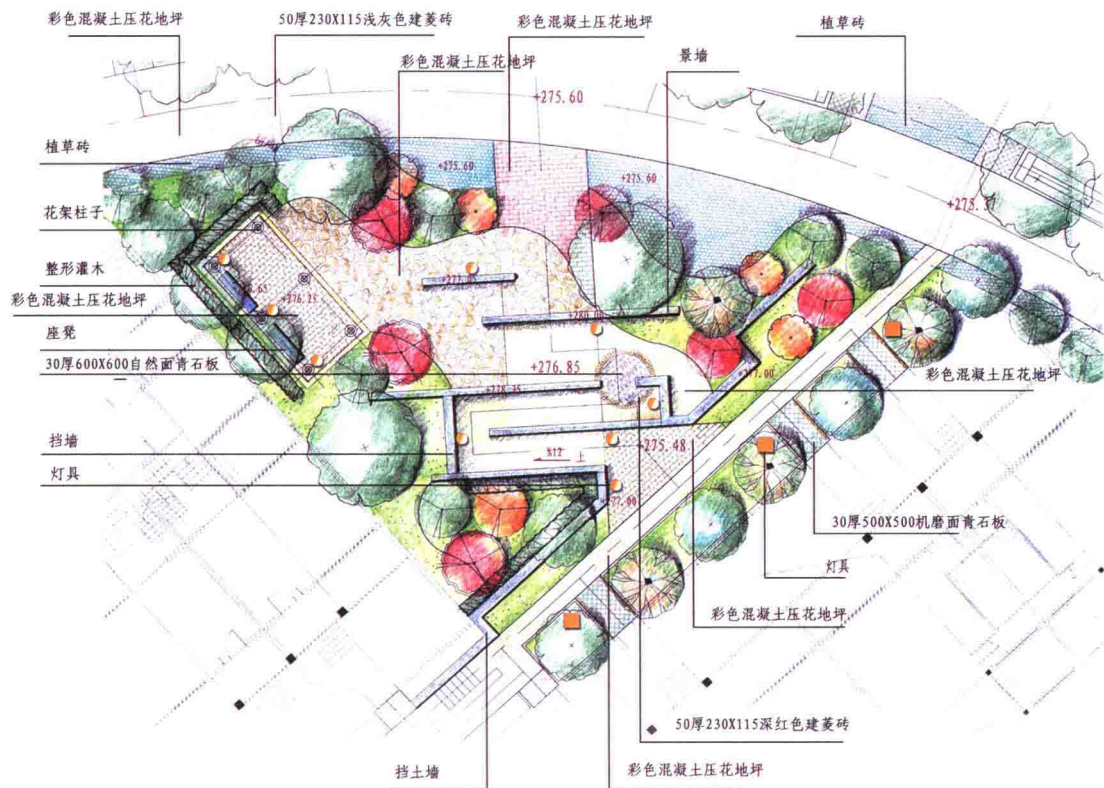 彩色混凝土压花地坪
50厚230X115浅灰色建菱砖
彩色混凝土压花地坪
植草砖
彩色混凝土压花地坪
景墙
+275.60
植草砖
+275.60
+275.60
花架柱子
整形灌木
+276.25
彩色混凝土压花地坪
座凳
30厚600X600自然面青石板
+276.85
彩色混凝土压花地坪
挡墙
+275.48
灯具
%12 上
30厚500X500机磨面青石板
灯具
彩色混凝土压花地坪
50厚230X115深红色建菱砖
挡土墙
彩色混凝土压花地坪